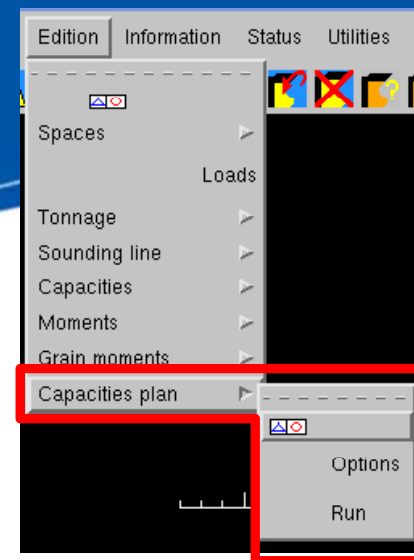 Edition Information Status Utilities
Spaces
Loads
Tonnage
Sounding line
Capacities
Moments
Grain moments
Capacities plan
Options
Run